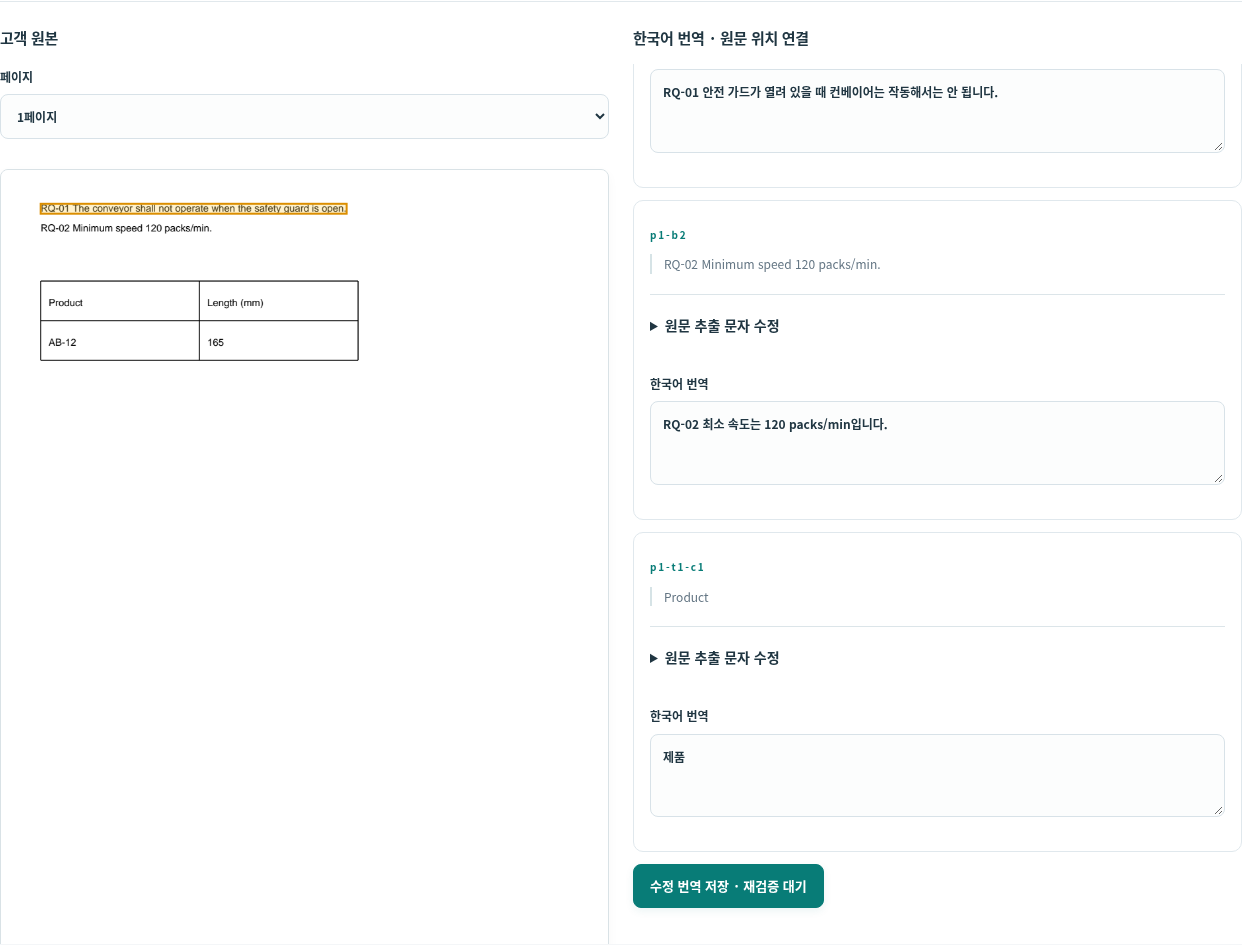 고객 원본
페이지
1페이지
RQ-01 The conveyor shall not operate when the safety guard is open.
RQ-02 Minimum speed 120 packs/min.
Product
Length (mm)
AB-12
165
한국어 번역 · 원문 위치 연결
RQ-01 안전 가드가 열려 있을 때 컨베이어는 작동해서는 안 됩니다.
p1-b2
RQ-02 Minimum speed 120 packs/min.
원문 추출 문자 수정
한국어 번역
RQ-02 최소 속도는 120 packs/min입니다.
p1-t1-c1
Product
원문 추출 문자 수정
한국어 번역
제품
수정 번역 저장 · 재검증 대기